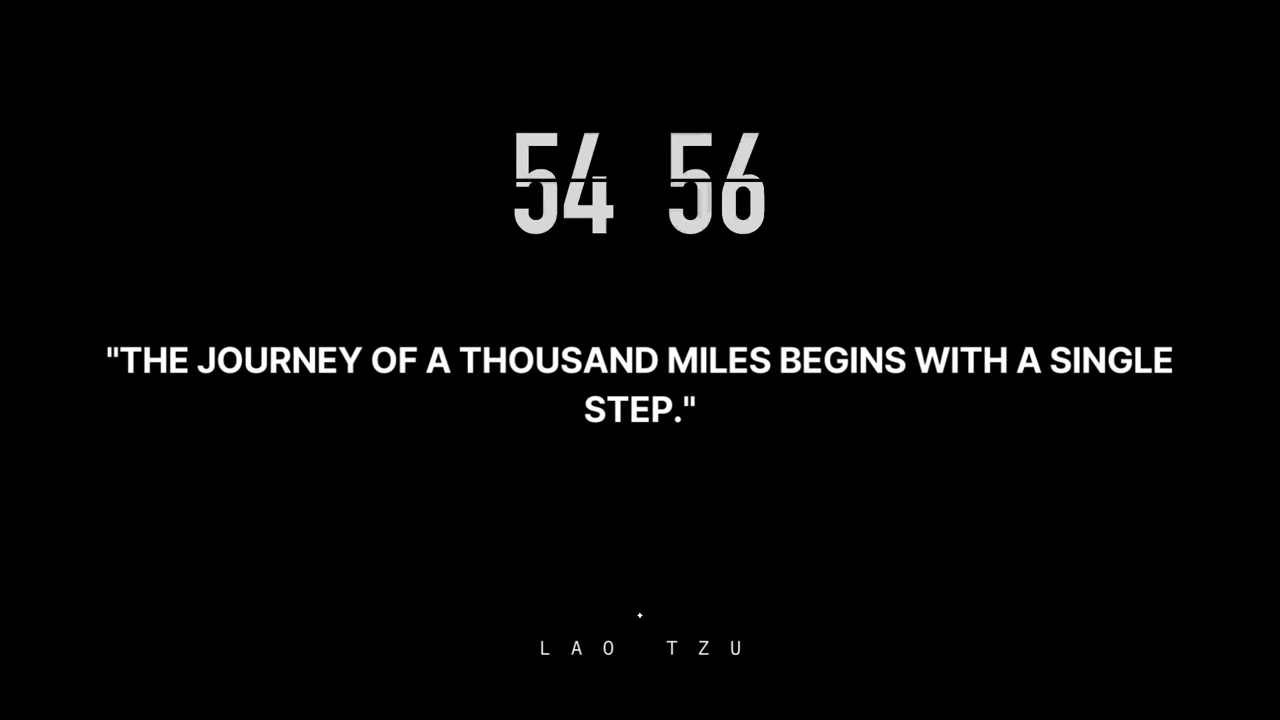 54 56
"THE JOURNEY OF A THOUSAND MILES BEGINS WITH A SINGLE
STEP."
LAO TZU